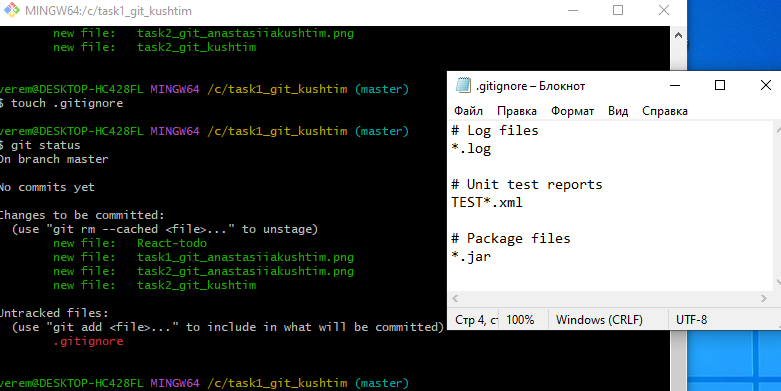 MINGW64:/c/task1_git_kushtim
new file:   task2_git_anastasiiakushtim.png
new file:   task2_git_kushtim
verem@DESKTOP-HC428FL MINGW64 /c/task1_git_kushtim (master)
$ touch .gitignore
verem@DESKTOP-HC428FL MINGW64 /c/task1_git_kushtim (master)
$ git status
On branch master
No commits yet
Changes to be committed:
(use "git rm --cached <file>..." to unstage)
new file:   React-todo
new file:   task1_git_anastasiiakushtim.png
new file:   task2_git_anastasiiakushtim.png
new file:   task2_git_kushtim
Untracked files:
(use "git add <file>..." to include in what will be committed)
.gitignore
verem@DESKTOP-HC428FL MINGW64 /c/task1_git_kushtim (master)
.gitignore – Блокнот
Файл Правка Формат Вид Справка
# Log files
*.log
# Unit test reports
TEST*.xml
# Package files
*.jar
Стр 4, ст 100% Windows (CRLF) UTF-8